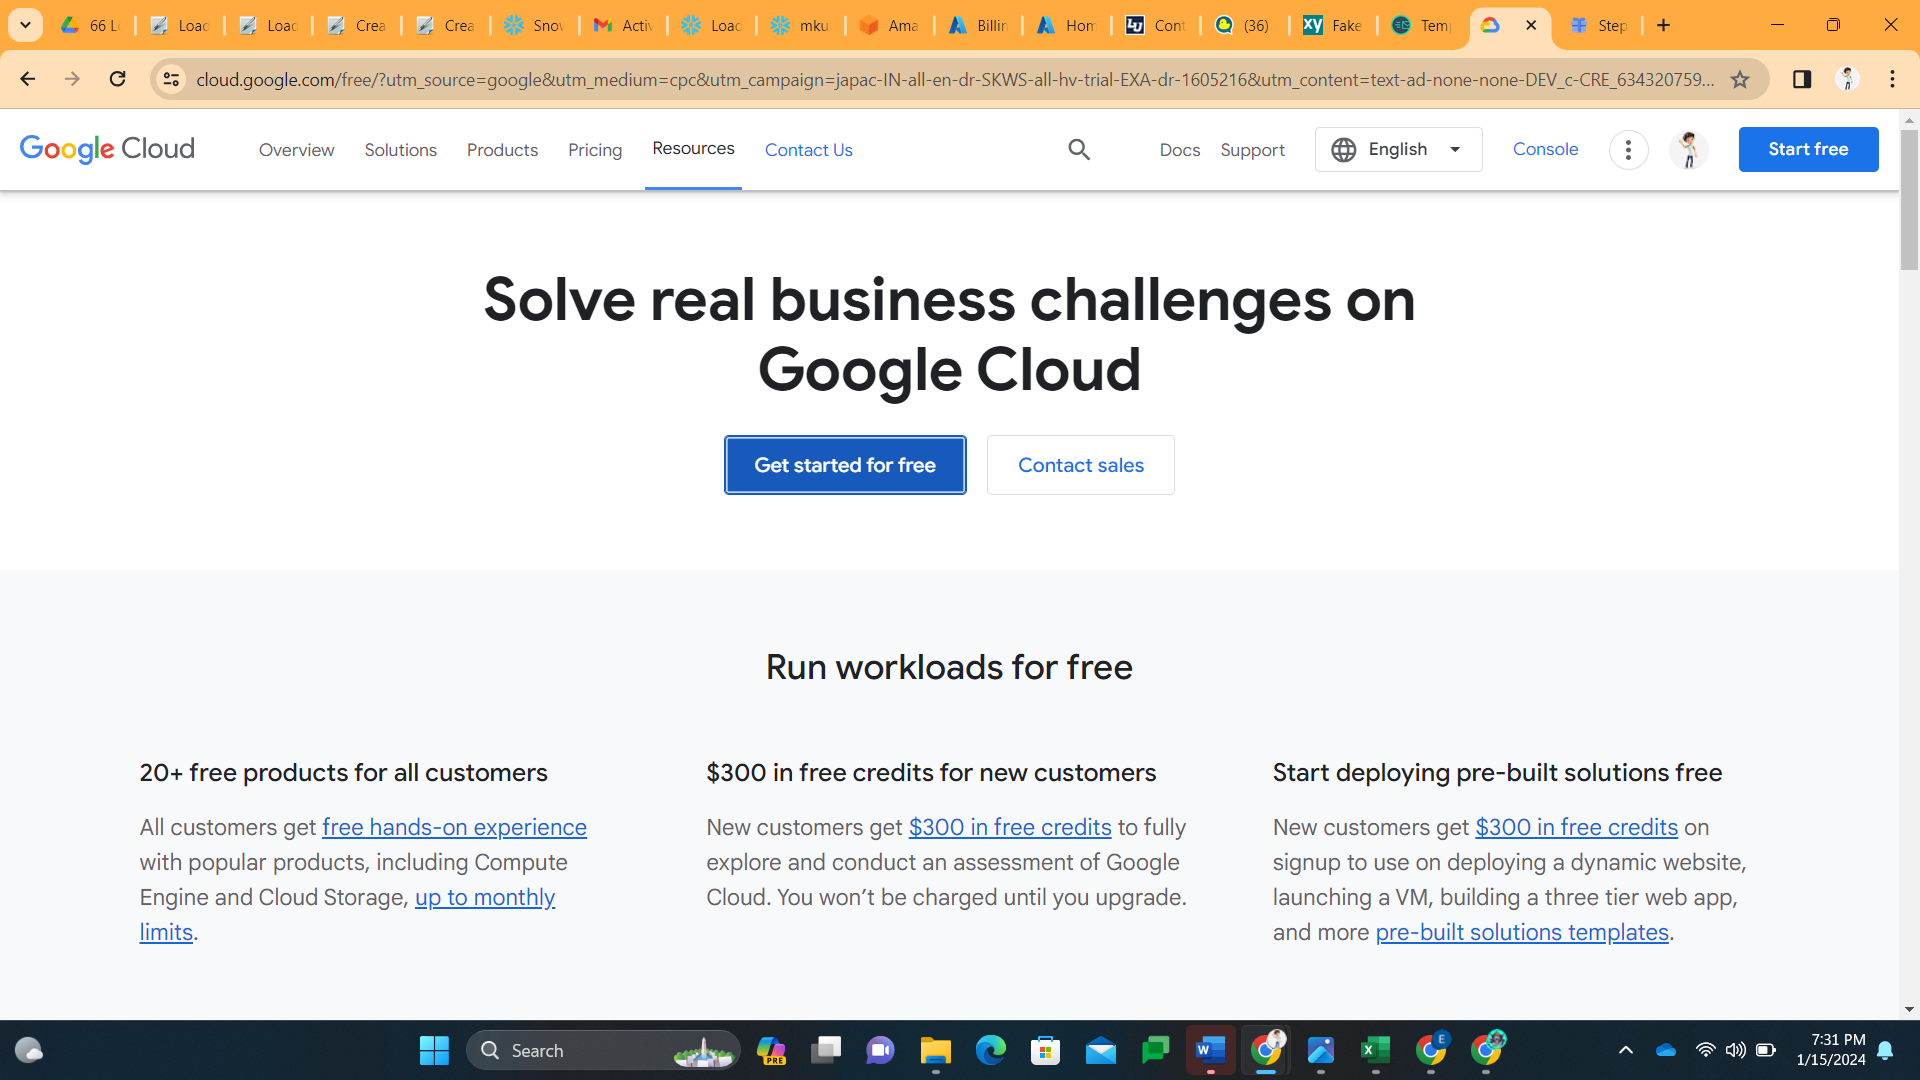 66 Lo
Load
Load
Crea
Crea
Snov
Activ
Load
mku
Ama
Billin
Hom
Cont
(36)
Fake
Temp
Step
cloud.google.com/free/?utm_source=google&utm_medium=cpc&utm_campaign=japac-IN-all-en-dr-SKWS-all-hv-trial-EXA-dr-1605216&utm_content=text-ad-none-none-DEV_c-CRE_634320759...
Google Cloud
Overview
Solutions
Products
Pricing
Resources
Contact Us
Docs
Support
English
Console
Start free
Solve real business challenges on
Google Cloud
Get started for free
Contact sales
Run workloads for free
20+ free products for all customers
All customers get free hands-on experience
with popular products, including Compute
Engine and Cloud Storage, up to monthly
limits.
$300 in free credits for new customers
New customers get $300 in free credits to fully
explore and conduct an assessment of Google
Cloud. You won’t be charged until you upgrade.
Start deploying pre-built solutions free
New customers get $300 in free credits on
signup to use on deploying a dynamic website,
launching a VM, building a three tier web app,
and more pre-built solutions templates.
Search
PRE
E
7:31 PM
1/15/2024